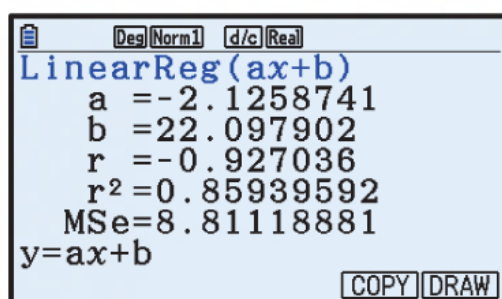 Deg Norm1 d/c Real
LinearReg(ax+b)
a =-2.1258741
b =22.097902
r =-0.927036
r²=0.85939592
MSe=8.81118881
y=ax+b
COPY DRAW